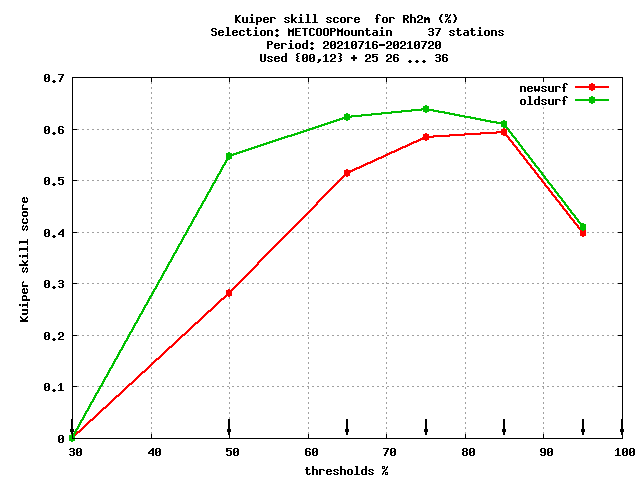 Kuiper skill score  for Rh2m (%)
Selection: METCOOPMountain     37 stations
Period: 20210716-20210720
Used {00,12} + 25 26 ... 36
newsurf
oldsurf
0.7
0.6
0.5
0.4
0.3
0.2
0.1
0
Kuiper skill score
30 40 50 60 70 80 90 100
thresholds %